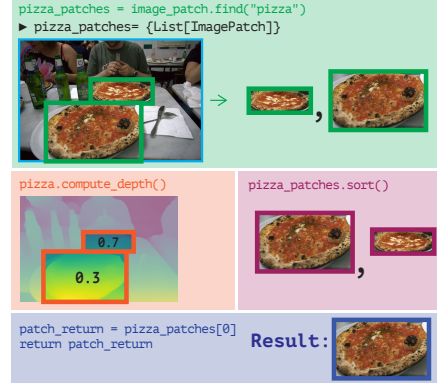 pizza_patches = image_patch.find("pizza")
▶ pizza_patches= {List[ImagePatch]}
→
,
pizza.compute_depth()
0.7
0.3
pizza_patches.sort()
,
patch_return = pizza_patches[0]
return patch_return
Result: